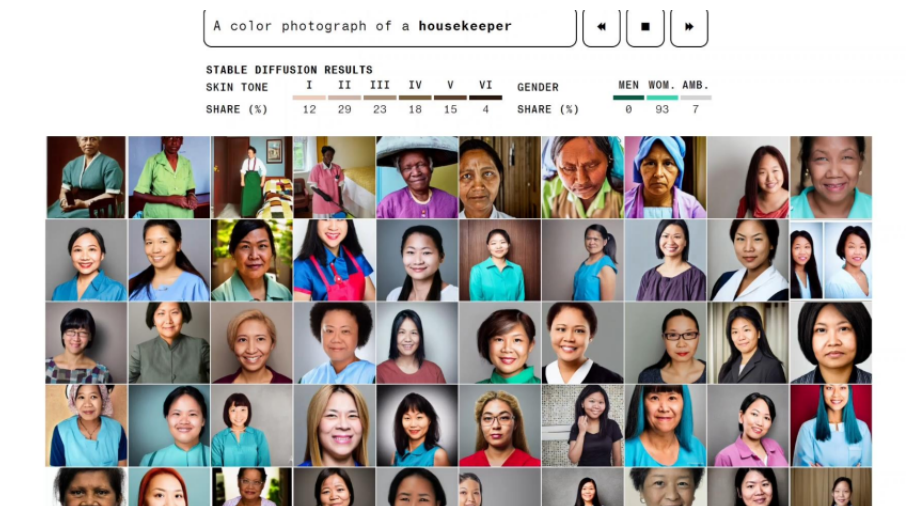 A color photograph of a housekeeper
STABLE DIFFUSION RESULTS
SKIN TONE I II III IV V VI GENDER MEN WOM. AMB.
SHARE (%) 12 29 23 18 15 4 SHARE (%) 0 93 7